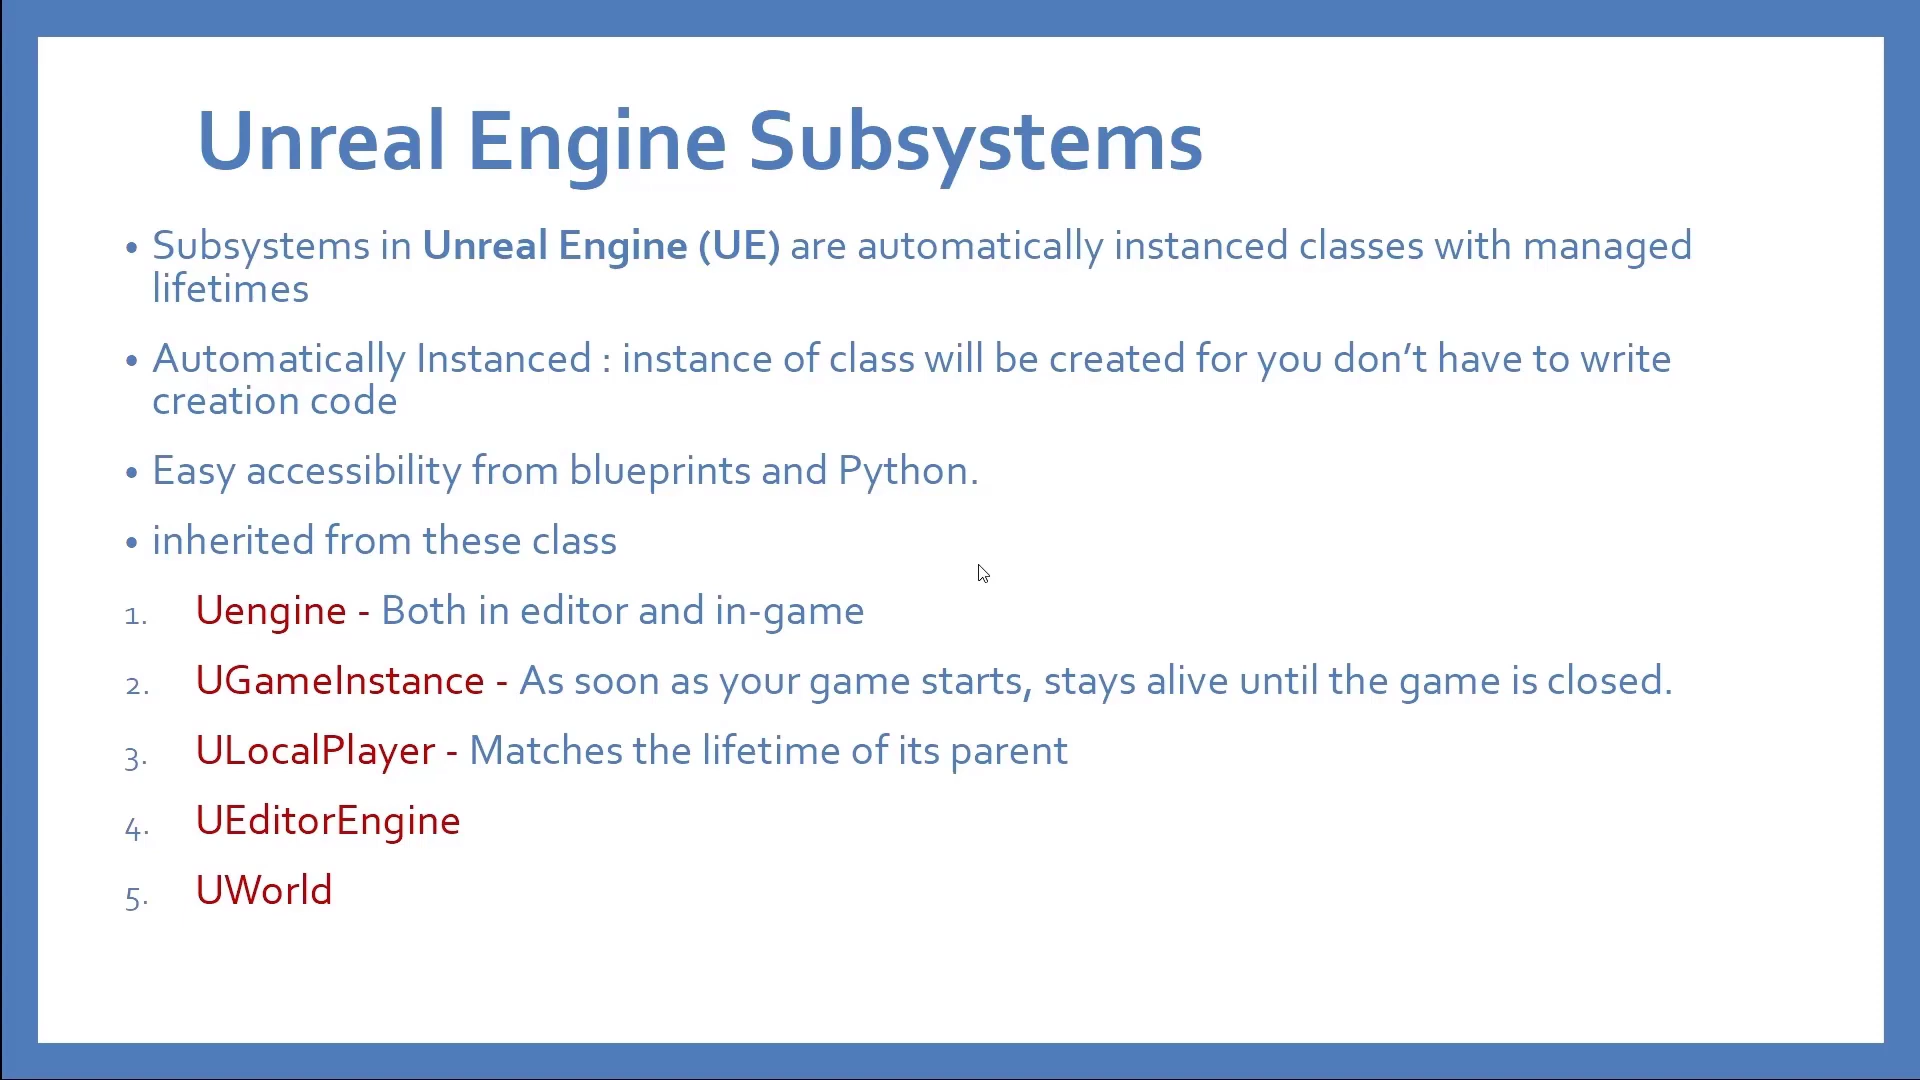 Unreal Engine Subsystems
• Subsystems in Unreal Engine (UE) are automatically instanced classes with managed
lifetimes
• Automatically Instanced : instance of class will be created for you don’t have to write
creation code
• Easy accessibility from blueprints and Python.
• inherited from these class
1. Uengine - Both in editor and in-game
2. UGameInstance - As soon as your game starts, stays alive until the game is closed.
3. ULocalPlayer - Matches the lifetime of its parent
4. UEditorEngine
5. UWorld